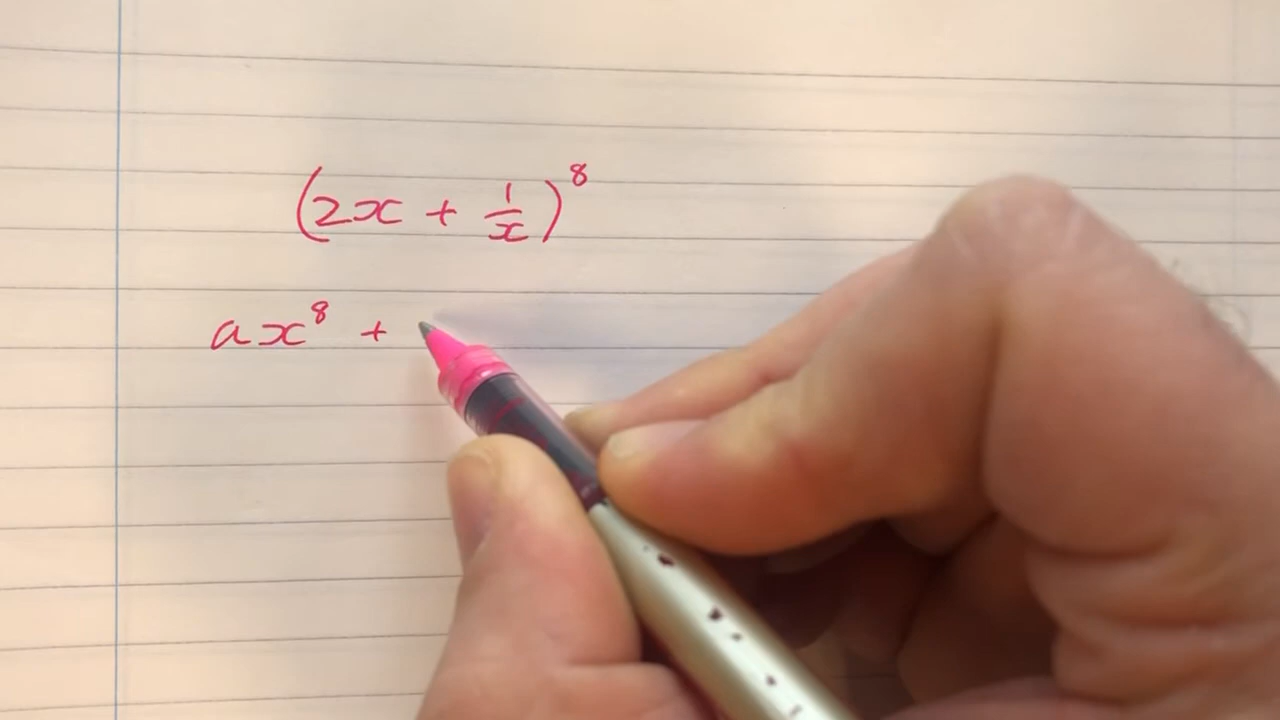 (2x + 1/x)^8
ax^8 +